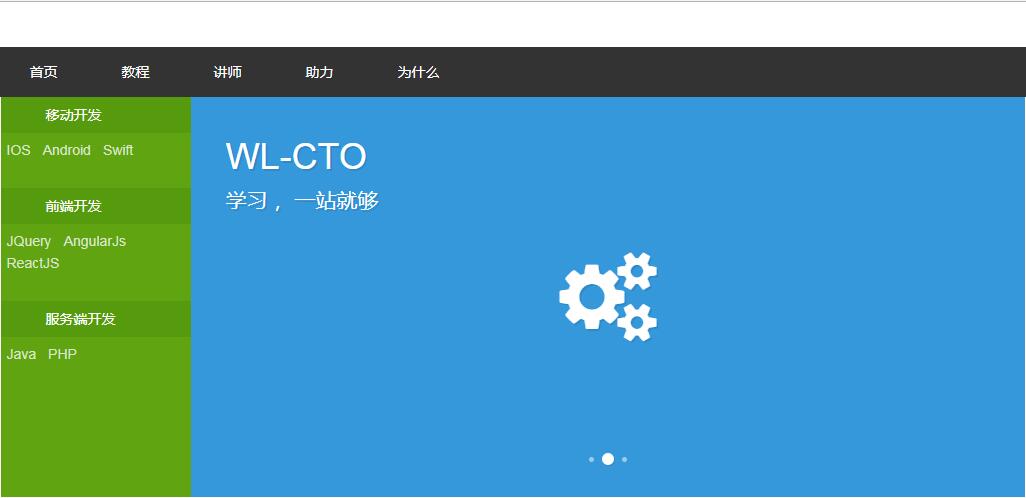 首页 教程 讲师 助力 为什么
移动开发
IOS Android Swift
前端开发
JQuery AngularJs
ReactJS
服务端开发
Java PHP
WL-CTO
学习，一站就够